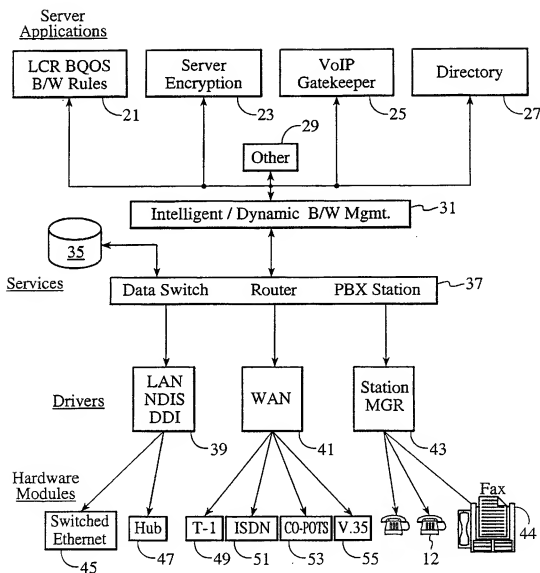 Server
Applications
LCR BQOS
B/W Rules
21
Server
Encryption
23
VoIP
Gatekeeper
25
Directory
27
29
Other
Intelligent / Dynamic B/W Mgmt.
31
35
Services
Data Switch Router PBX Station
37
Drivers
LAN
NDIS
DDI
39
WAN
41
Station
MGR
43
Hardware
Modules
Switched
Ethernet
45
Hub
47
T-1
49
ISDN
51
CO-POTS
53
V.35
55
12
Fax
44